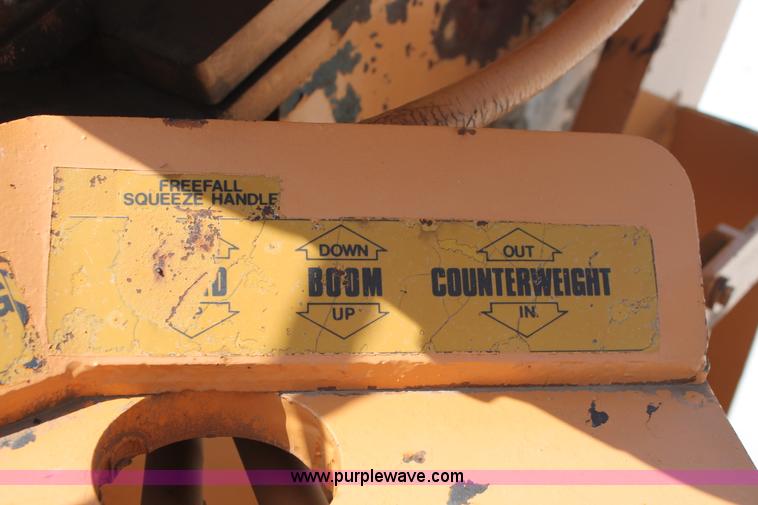 FREEFALL
SQUEEZE HANDLE
DOWN OUT
BOOM COUNTERWEIGHT
UP IN
www.purplewave.com